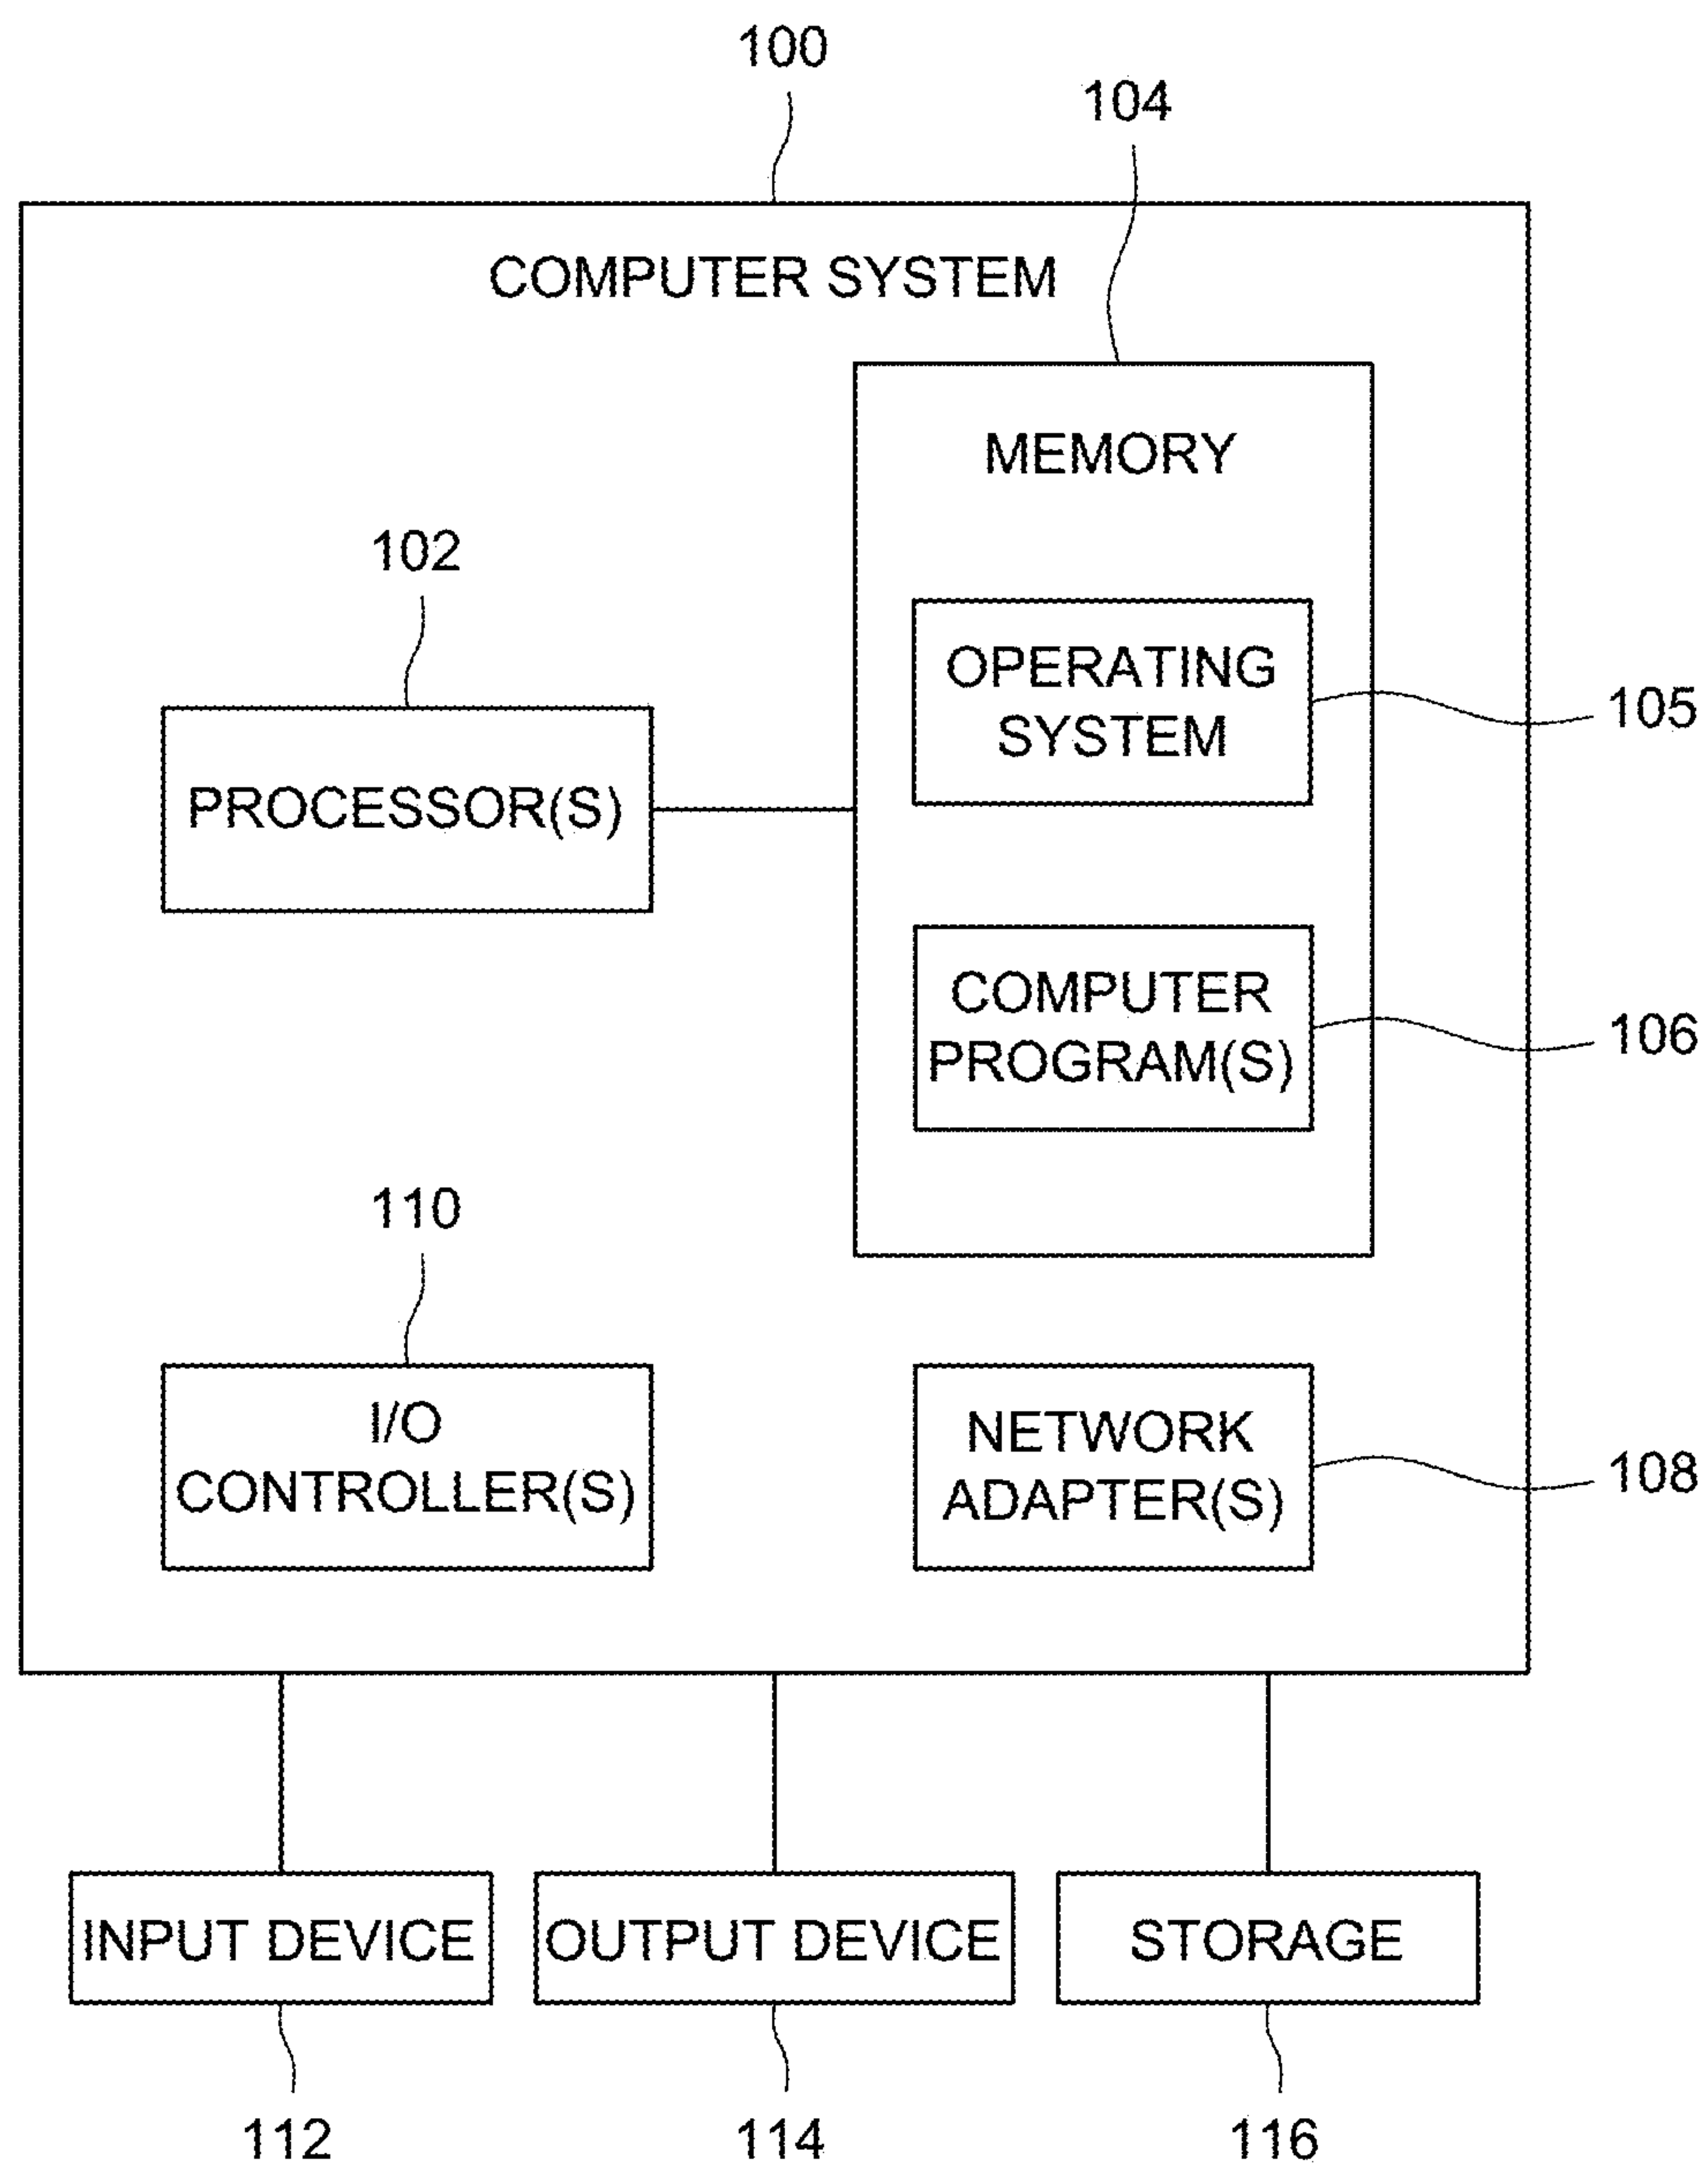 100
104
COMPUTER SYSTEM
MEMORY
102
OPERATING
SYSTEM
105
PROCESSOR(S)
COMPUTER
PROGRAM(S)
106
110
I/O
CONTROLLER(S)
NETWORK
ADAPTER(S)
108
INPUT DEVICE
OUTPUT DEVICE
STORAGE
112
114
116